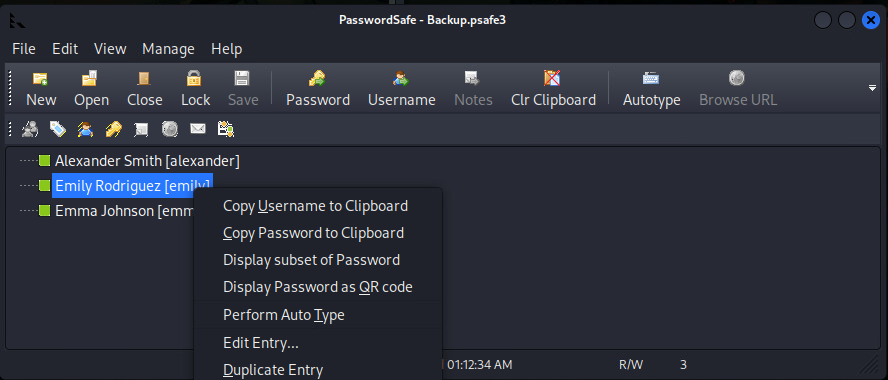 PasswordSafe - Backup.psafe3
File Edit View Manage Help
New Open Close Lock Save Password Username Notes Clr Clipboard Autotype Browse URL
Alexander Smith [alexander]
Emily Rodriguez [emily]
Emma Johnson [emm
Copy Username to Clipboard
Copy Password to Clipboard
Display subset of Password
Display Password as QR code
Perform Auto Type
Edit Entry...
Duplicate Entry
01:12:34 AM R/W 3